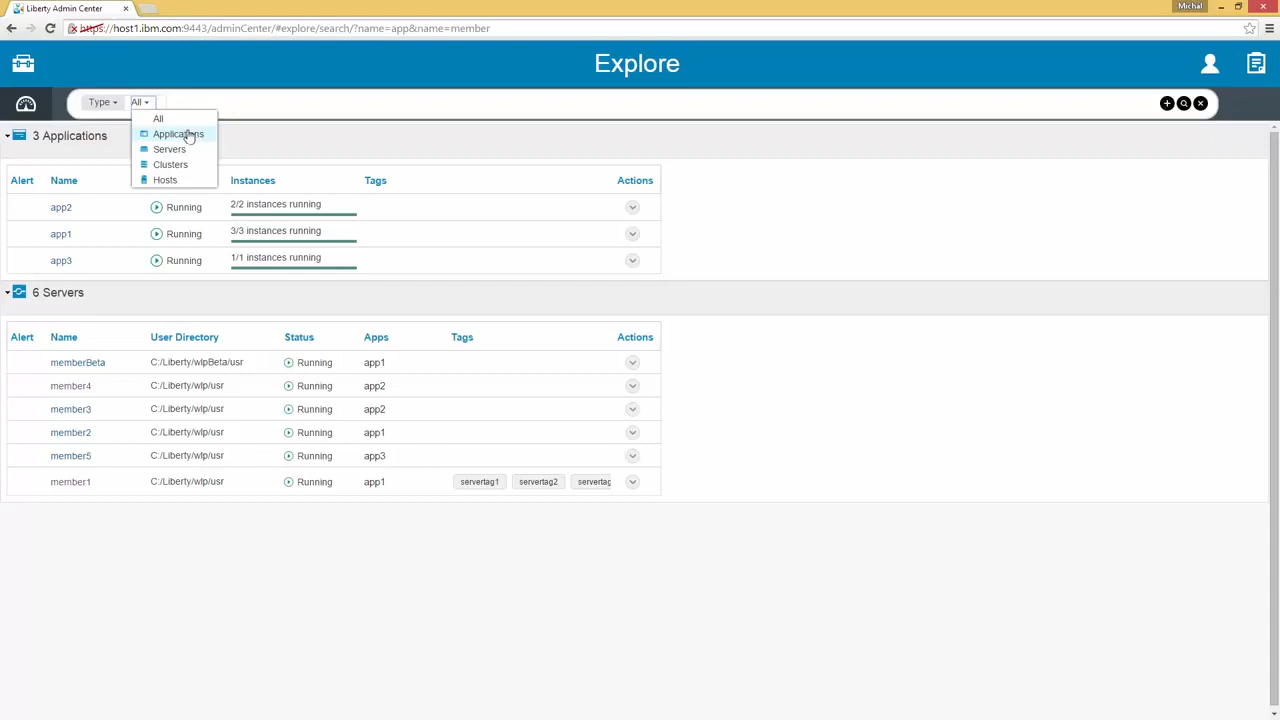 Liberty Admin Center
Michal
https://host1.ibm.com:9443/adminCenter/#explore/search/?name=app&name=member
Explore
Type All
All
Applications
Servers
Clusters
Hosts
3 Applications
Alert Name Instances Tags Actions
app2 Running 2/2 instances running
app1 Running 3/3 instances running
app3 Running 1/1 instances running
6 Servers
Alert Name User Directory Status Apps Tags Actions
memberBeta C:/Liberty/wlpBeta/usr Running app1
member4 C:/Liberty/wlp/usr Running app2
member3 C:/Liberty/wlp/usr Running app2
member2 C:/Liberty/wlp/usr Running app1
member5 C:/Liberty/wlp/usr Running app3
member1 C:/Liberty/wlp/usr Running app1 servertag1 servertag2 servertag